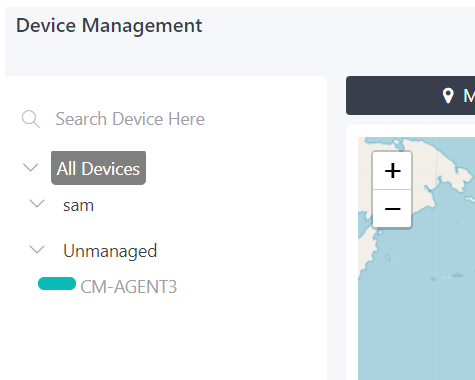 Device Management
Search Device Here
All Devices
sam
Unmanaged
CM-AGENT3
M
+
−